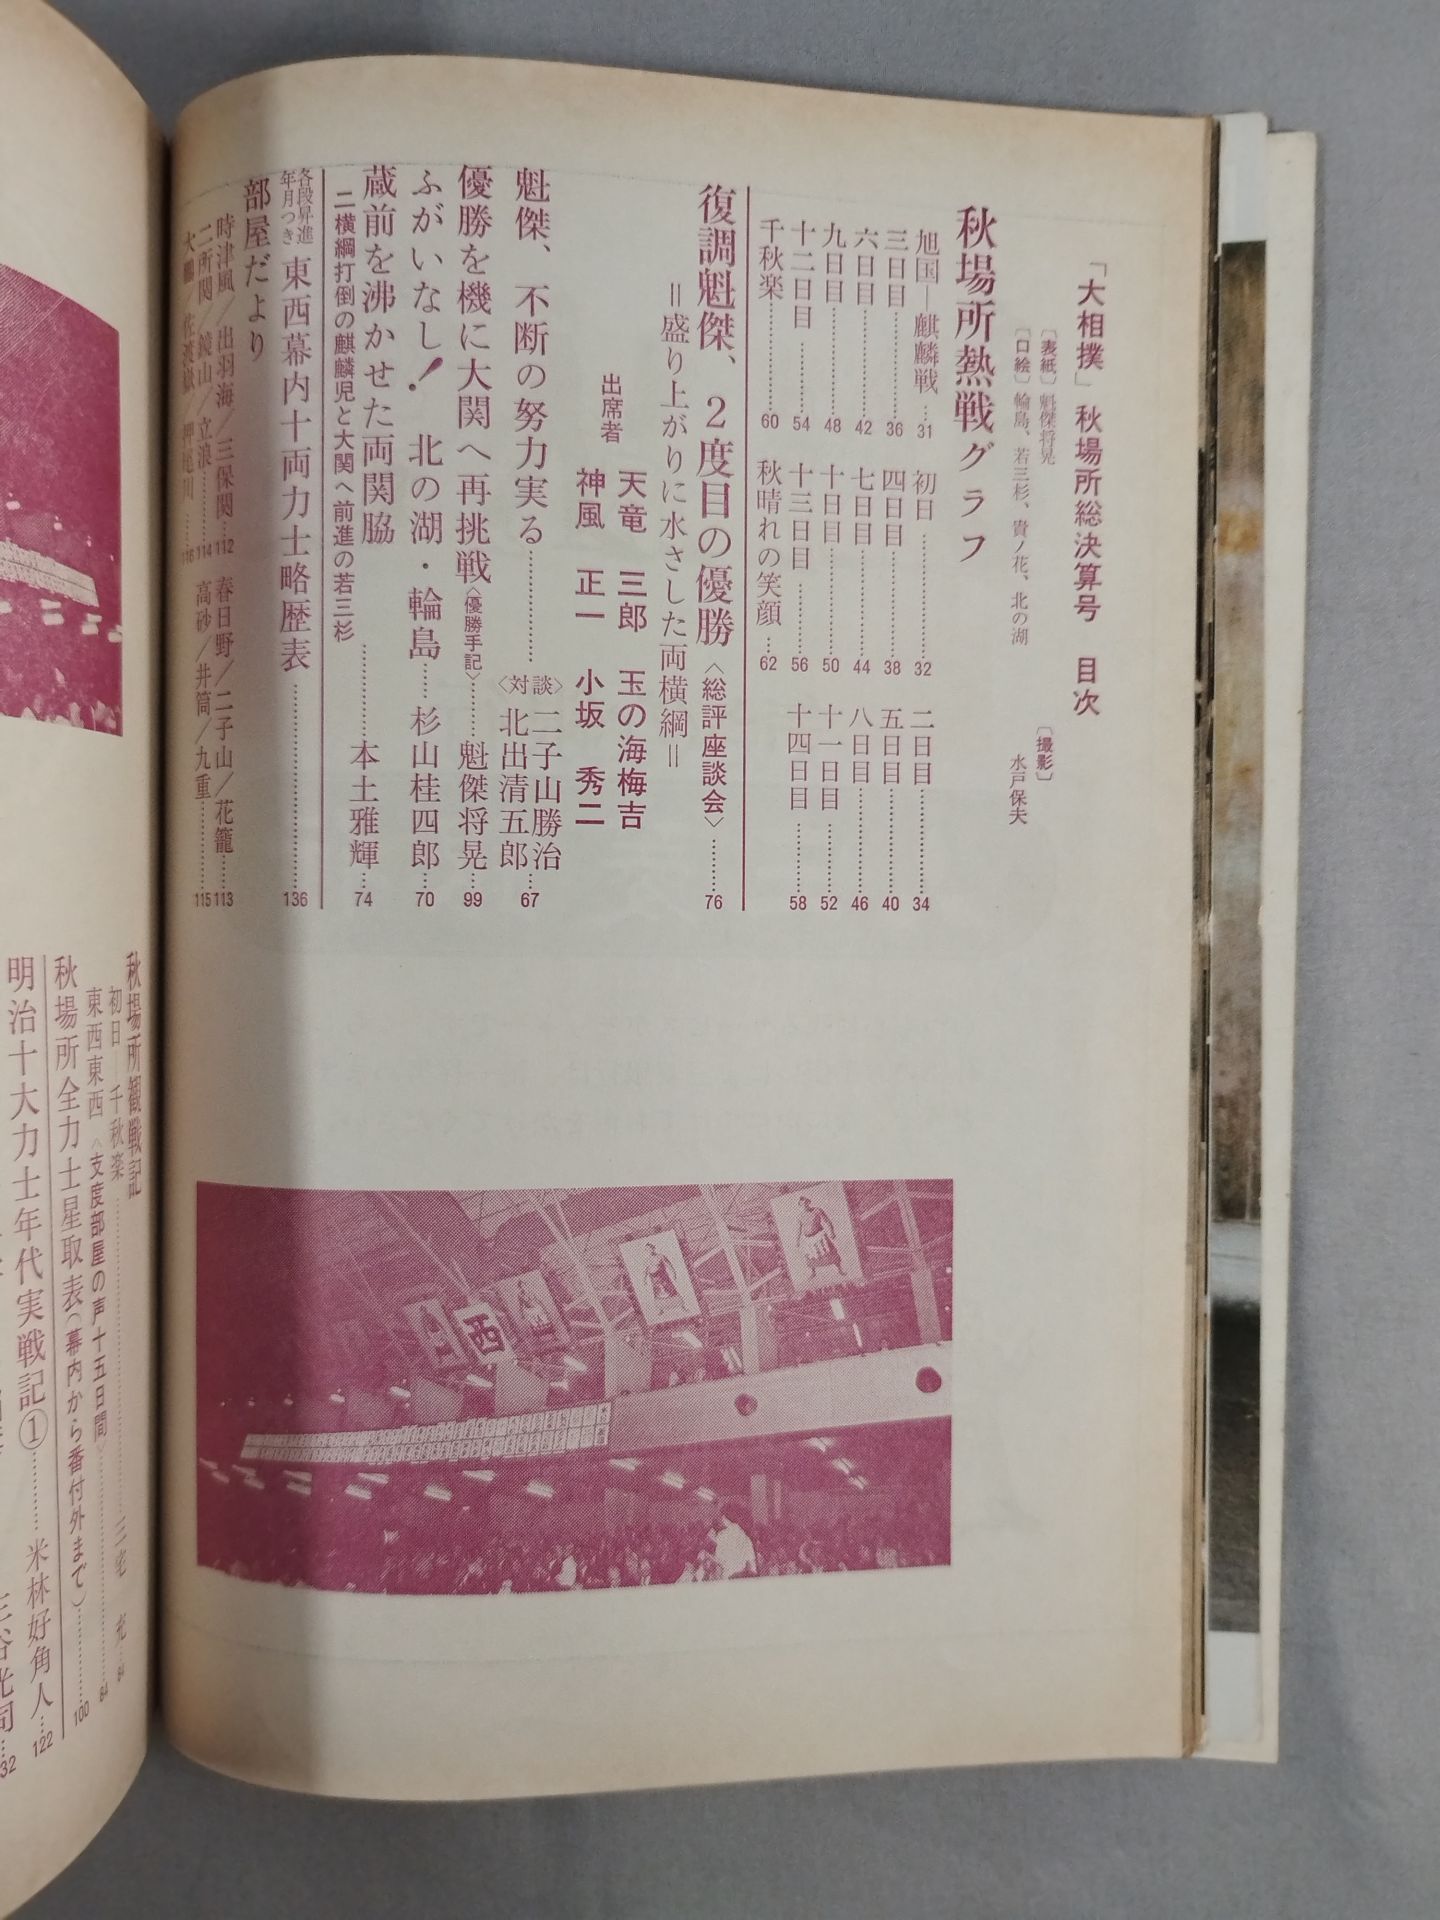 「大相撲」秋場所総決算号　目次
〔表紙〕魁傑将晃
〔口絵〕輪島、若三杉、貴ノ花、北の湖
〔撮影〕
水戸保夫
秋場所熱戦グラフ
旭国―麒麟戦…31　初日…………32　二日目…………34
三日目…………36　四日目…………38　五日目…………40
六日目…………42　七日目…………44　八日目…………46
九日目…………48　十日目…………50　十一日目………52
十二日目………54　十三日目………56　十四日目………58
千秋楽…………60　秋晴れの笑顔…62
復調魁傑、2度目の優勝〈総評座談会〉………76
＝盛り上がりに水さした両横綱＝
出席者
天竜　三郎　玉の海梅吉
神風　正一　小坂　秀二
魁傑、不断の努力実る…………〈対談〉二子山勝治
北出清五郎…67
優勝を機に大関へ再挑戦〈優勝手記〉………魁傑将晃…99
ふがいなし！　北の湖・輪島……杉山桂四郎…70
蔵前を沸かせた両関脇
二横綱打倒の麒麟児と大関へ前進の若三杉…………本土雅輝…74
各段昇進年月つき　東西幕内十両力士略歴表…………136
部屋だより
時津風／出羽海／三保関…112　春日野／二子山／花籠…113
二所関／鏡山／立浪………114　高砂／井筒／九重…………115
大鵬／佐渡嶽／押尾川……116
西
秋場所観戦記
初日―千秋楽……………三宅　充…84
東西東西〈支度部屋の声十五日間〉……………84
秋場所全力士星取表（幕内から番付外まで）…………100
明治十大力士年代実戦記①…………米林好角人…122
三谷光司…132